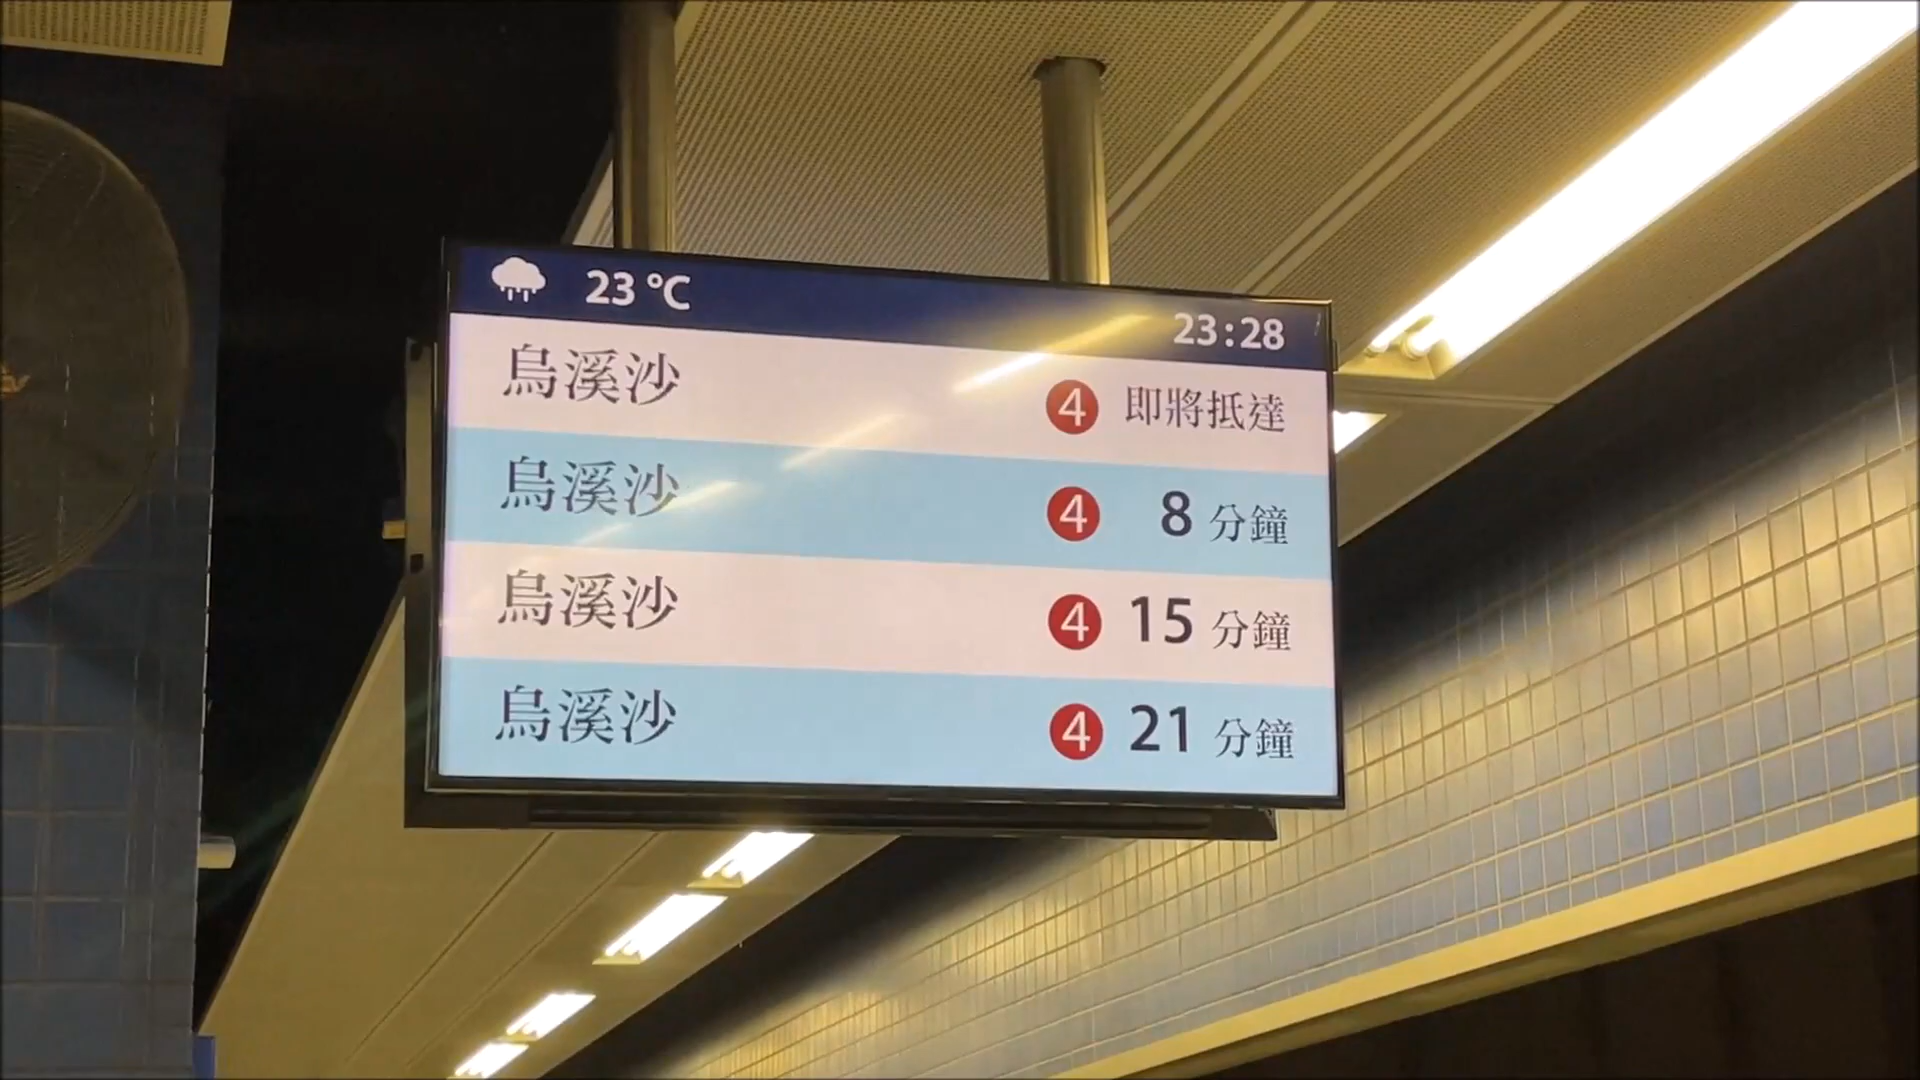 23 °C
23:28
烏溪沙 4 即將抵達
烏溪沙 4 8 分鐘
烏溪沙 4 15 分鐘
烏溪沙 4 21 分鐘